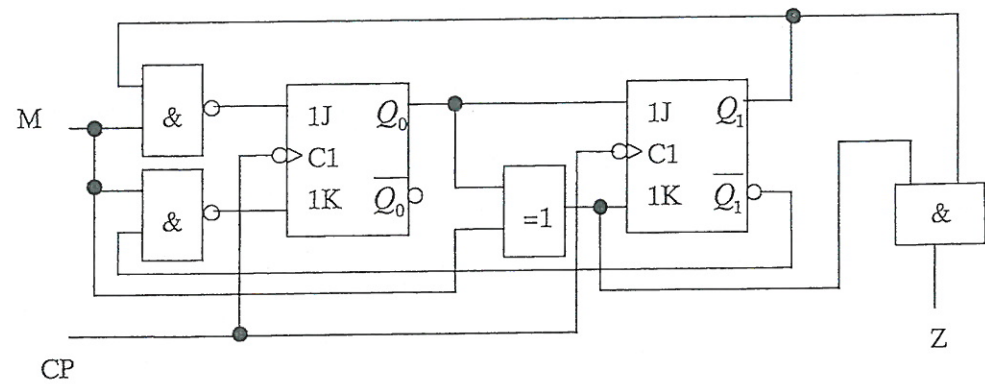 M
&
1J Q₀
C1
1K Q̅₀
&
=1
1J Q₁
C1
1K Q̅₁
&
Z
CP